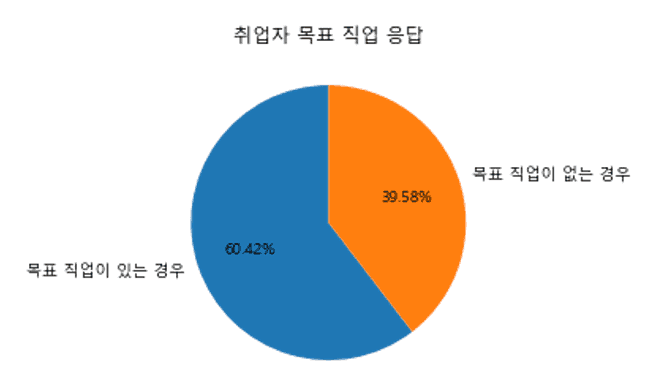 취업자 목표 직업 응답
목표 직업이 없는 경우
39.58%
60.42%
목표 직업이 있는 경우